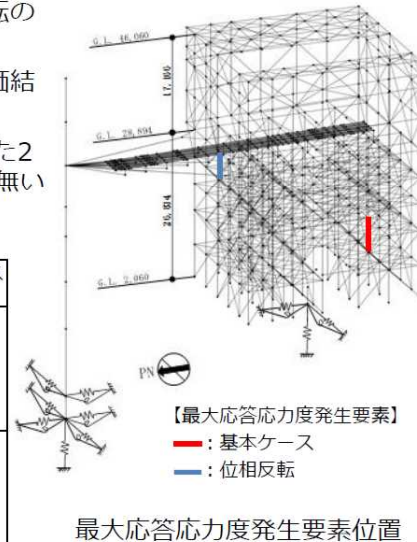 転の
価結
た2
無い
G.L. 46,060
17,166
G.L. 28,894
26,834
G.L. 2,060
PN
【最大応答応力度発生要素】
：基本ケース
：位相反転
最大応答応力度発生要素位置